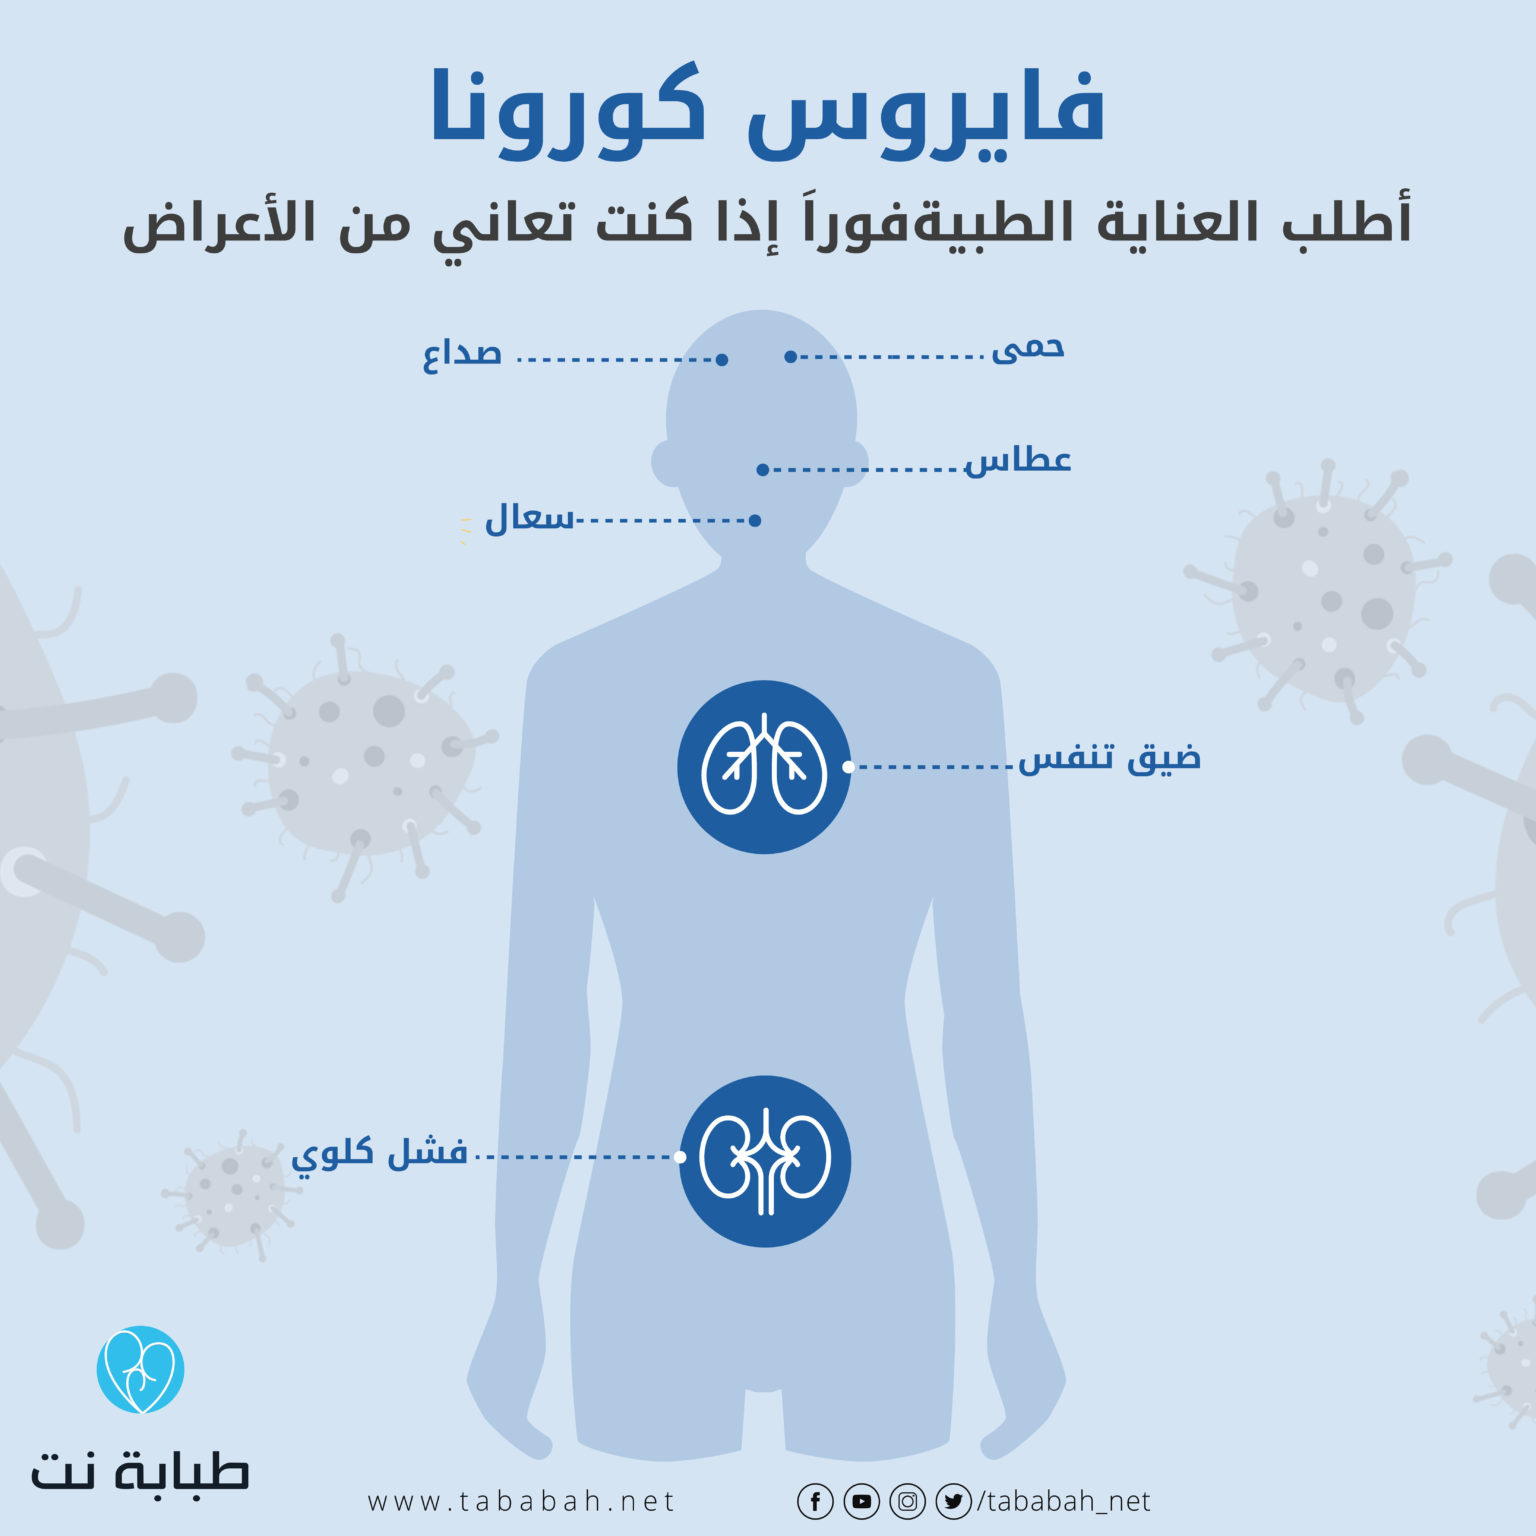 فايروس كورونا
أطلب العناية الطبيةفوراَ إذا كنت تعاني من الأعراض
حمى
صداع
عطاس
سعال
ضيق تنفس
فشل كلوي
طبابة نت
www.tababah.net
/tababah_net